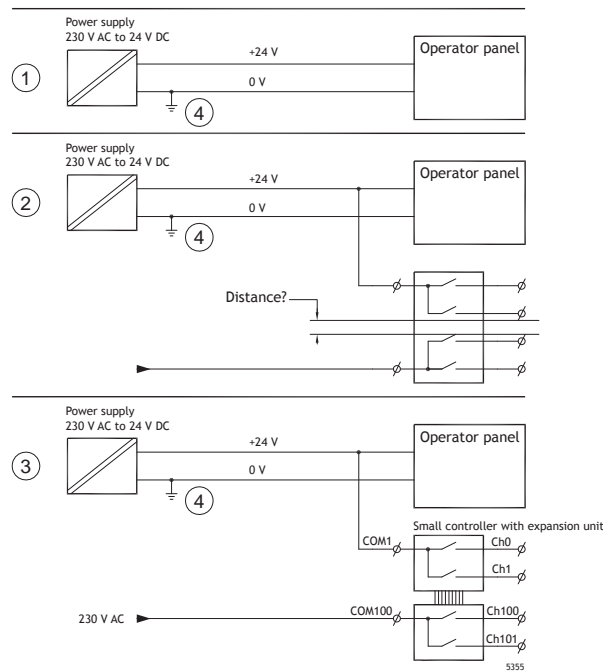 Power supply
230 V AC to 24 V DC
+24 V
0 V
Operator panel
1
4
Power supply
230 V AC to 24 V DC
+24 V
0 V
Operator panel
2
4
Distance?
Power supply
230 V AC to 24 V DC
+24 V
0 V
Operator panel
3
4
Small controller with expansion unit
COM1
Ch0
Ch1
230 V AC
COM100
Ch100
Ch101
5355